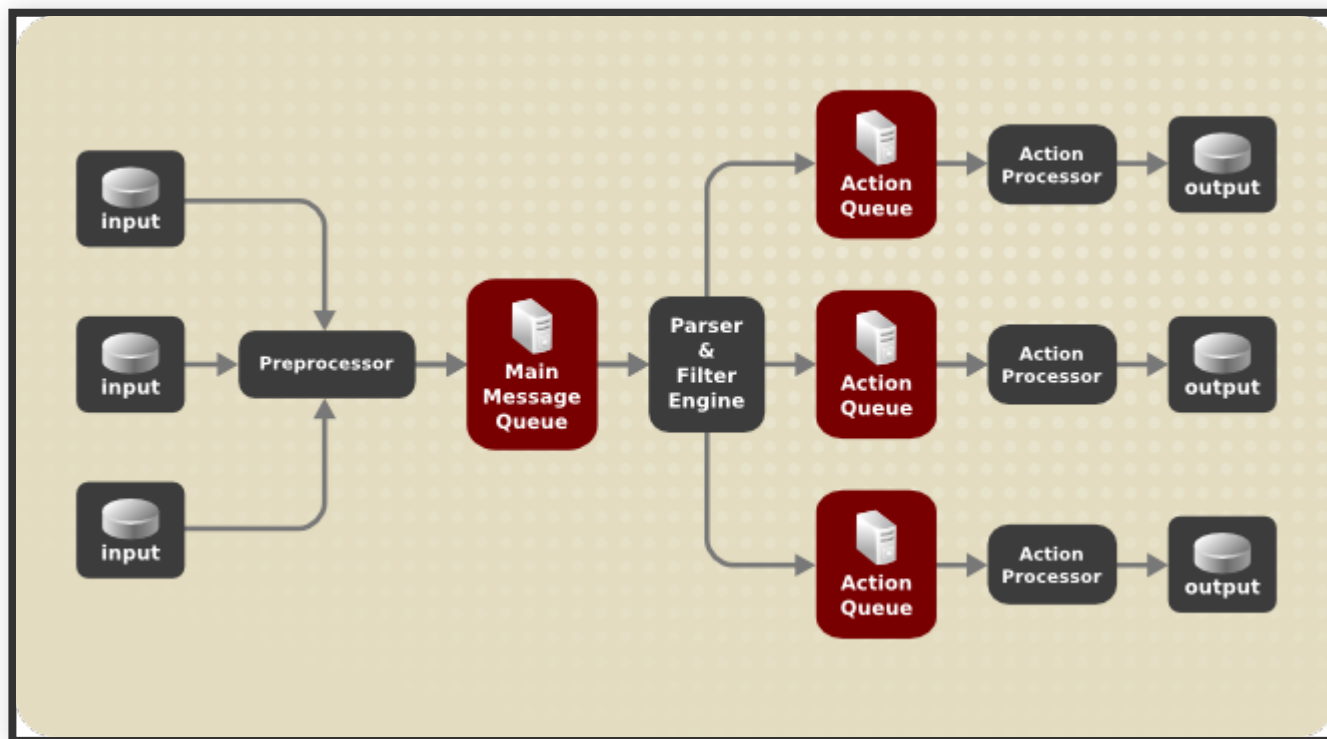 input
input
input
Preprocessor
Main
Message
Queue
Parser
&
Filter
Engine
Action
Queue
Action
Processor
output
Action
Queue
Action
Processor
output
Action
Queue
Action
Processor
output